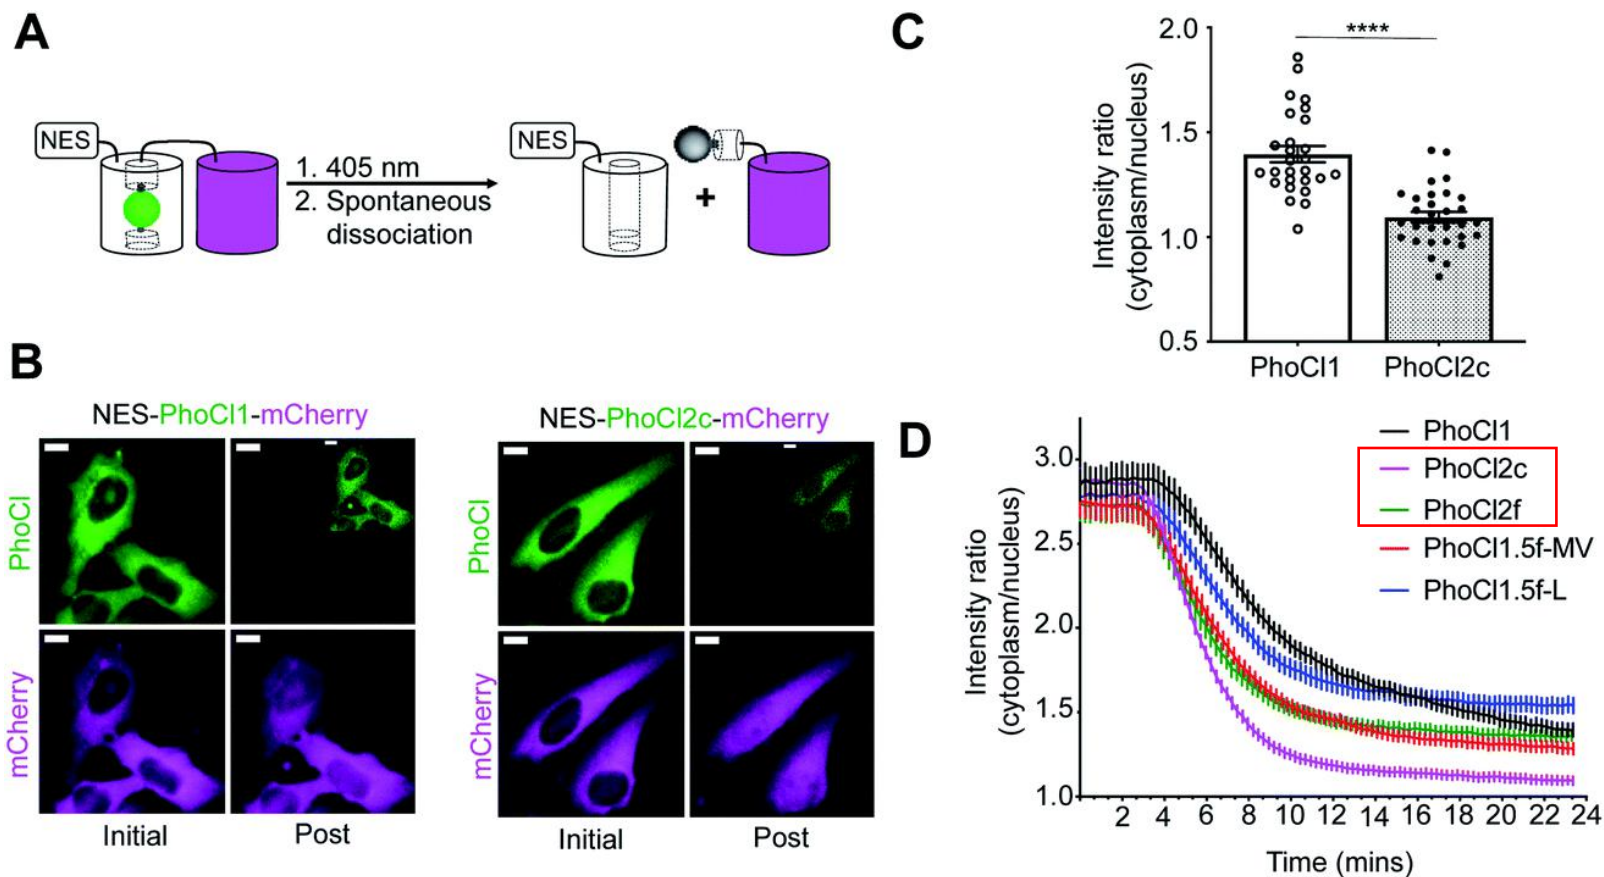 A
NES
1. 405 nm
2. Spontaneous
dissociation
NES
+
B
NES-PhoCl1-mCherry
NES-PhoCl2c-mCherry
PhoCl
mCherry
PhoCl
mCherry
Initial
Post
Initial
Post
C
Intensity ratio
(cytoplasm/nucleus)
2.0
1.5
1.0
0.5
****
PhoCl1
PhoCl2c
D
Intensity ratio
(cytoplasm/nucleus)
3.0
2.5
2.0
1.5
1.0
PhoCl1
PhoCl2c
PhoCl2f
PhoCl1.5f-MV
PhoCl1.5f-L
2 4 6 8 10 12 14 16 18 20 22 24
Time (mins)